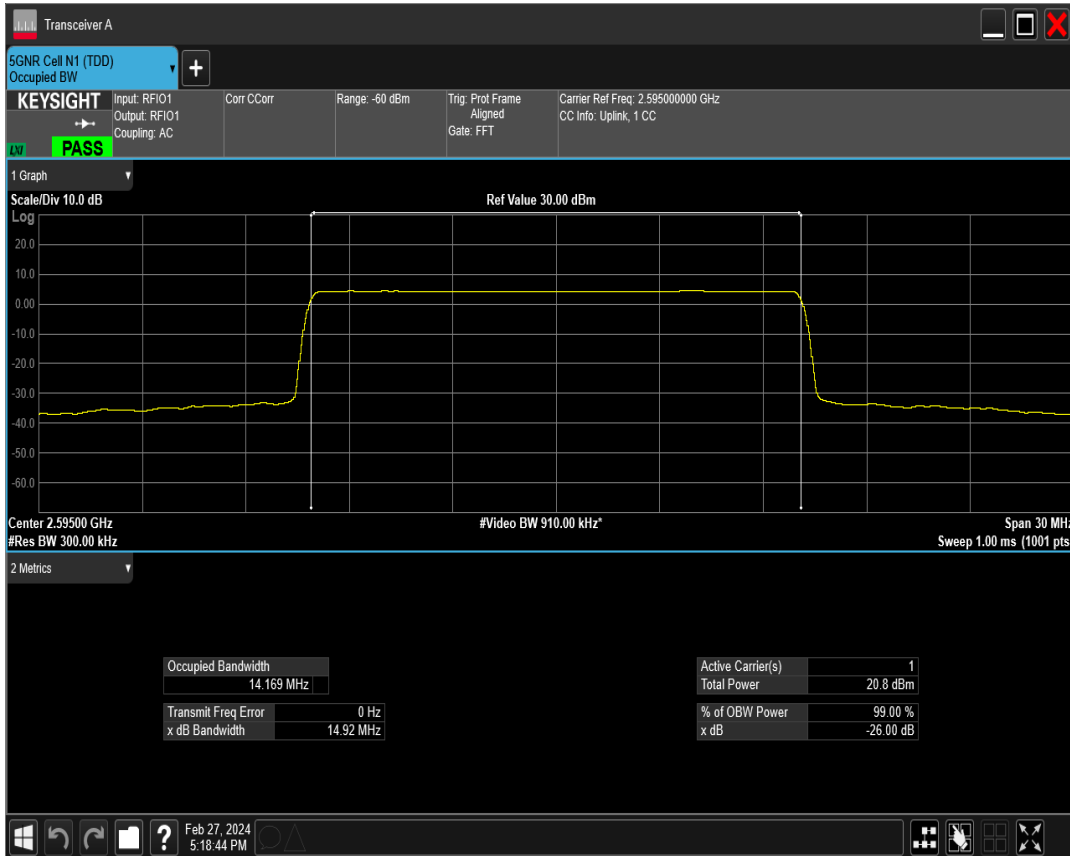 Transceiver A
5GNR Cell N1 (TDD)
Occupied BW
KEYSIGHT
LXI
PASS
Input: RFIO1
Output: RFIO1
Coupling: AC
Corr CCorr
Range: -60 dBm
Trig: Prot Frame
Aligned
Gate: FFT
Carrier Ref Freq: 2.595000000 GHz
CC Info: Uplink, 1 CC
1 Graph
Scale/Div 10.0 dB
Ref Value 30.00 dBm
Log
20.0
10.0
0.00
-10.0
-20.0
-30.0
-40.0
-50.0
-60.0
Center 2.59500 GHz
#Video BW 910.00 kHz*
Span 30 MHz
#Res BW 300.00 kHz
Sweep 1.00 ms (1001 pts
2 Metrics
Occupied Bandwidth
14.169 MHz
Transmit Freq Error 0 Hz
x dB Bandwidth 14.92 MHz
Active Carrier(s) 1
Total Power 20.8 dBm
% of OBW Power 99.00 %
x dB -26.00 dB
?
Feb 27, 2024
5:18:44 PM